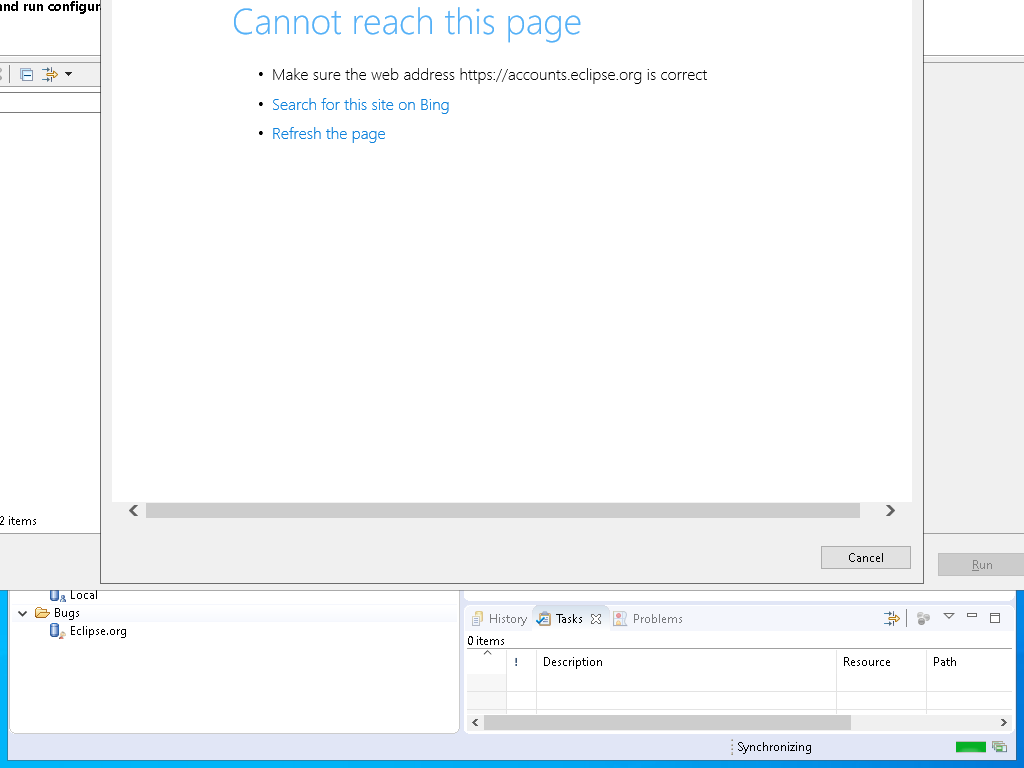 and run configur
Cannot reach this page
• Make sure the web address https://accounts.eclipse.org is correct
• Search for this site on Bing
• Refresh the page
2 items
Cancel
Run
Local
Bugs
Eclipse.org
History Tasks Problems
0 items
! Description Resource Path
Synchronizing